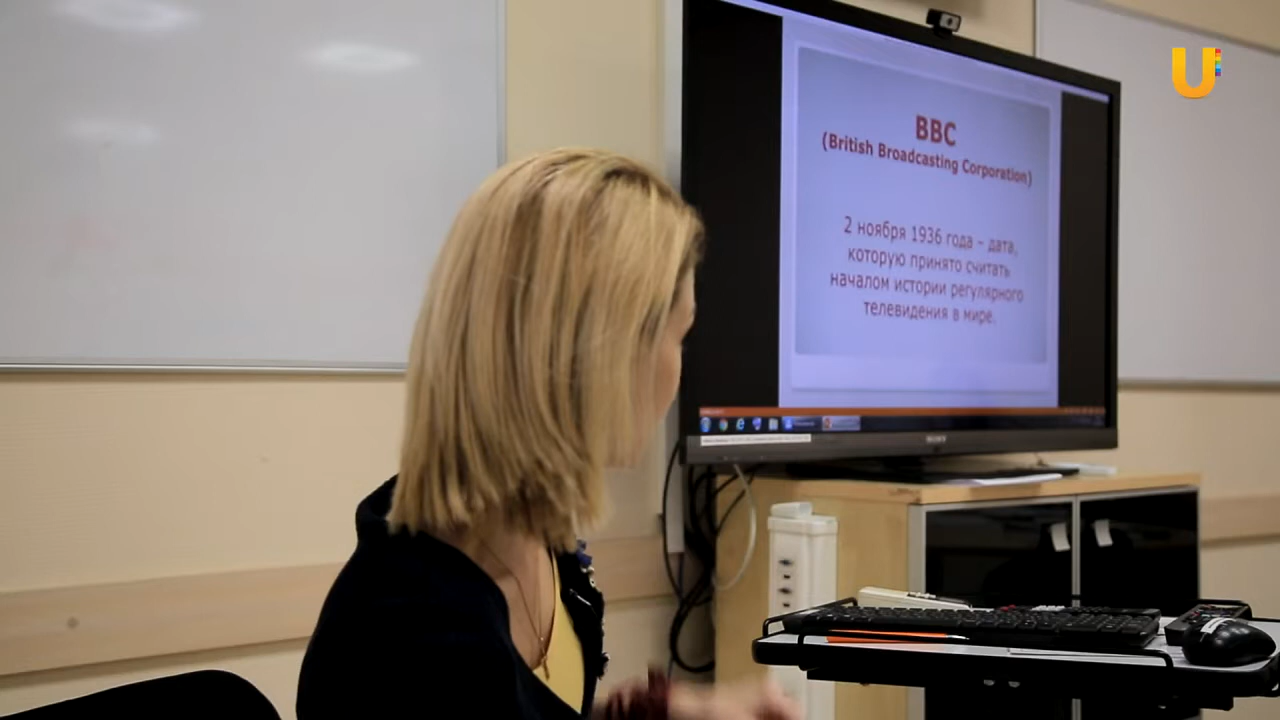 U
BBC
(British Broadcasting Corporation)
2 ноября 1936 года – дата,
которую принято считать
началом истории регулярного
телевидения в мире.
SONY